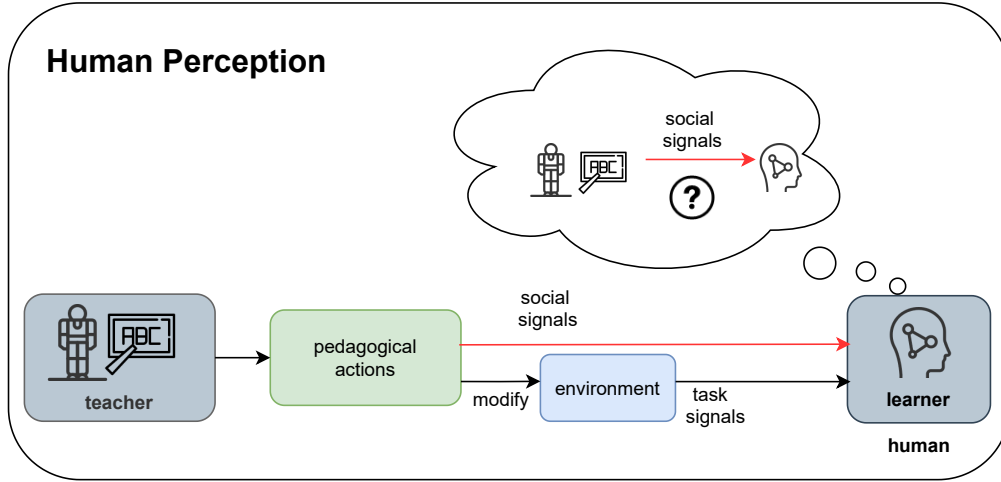 Human Perception
social
signals
ABC
?
social
signals
ABC
pedagogical
actions
teacher
modify
environment
task
signals
learner
human